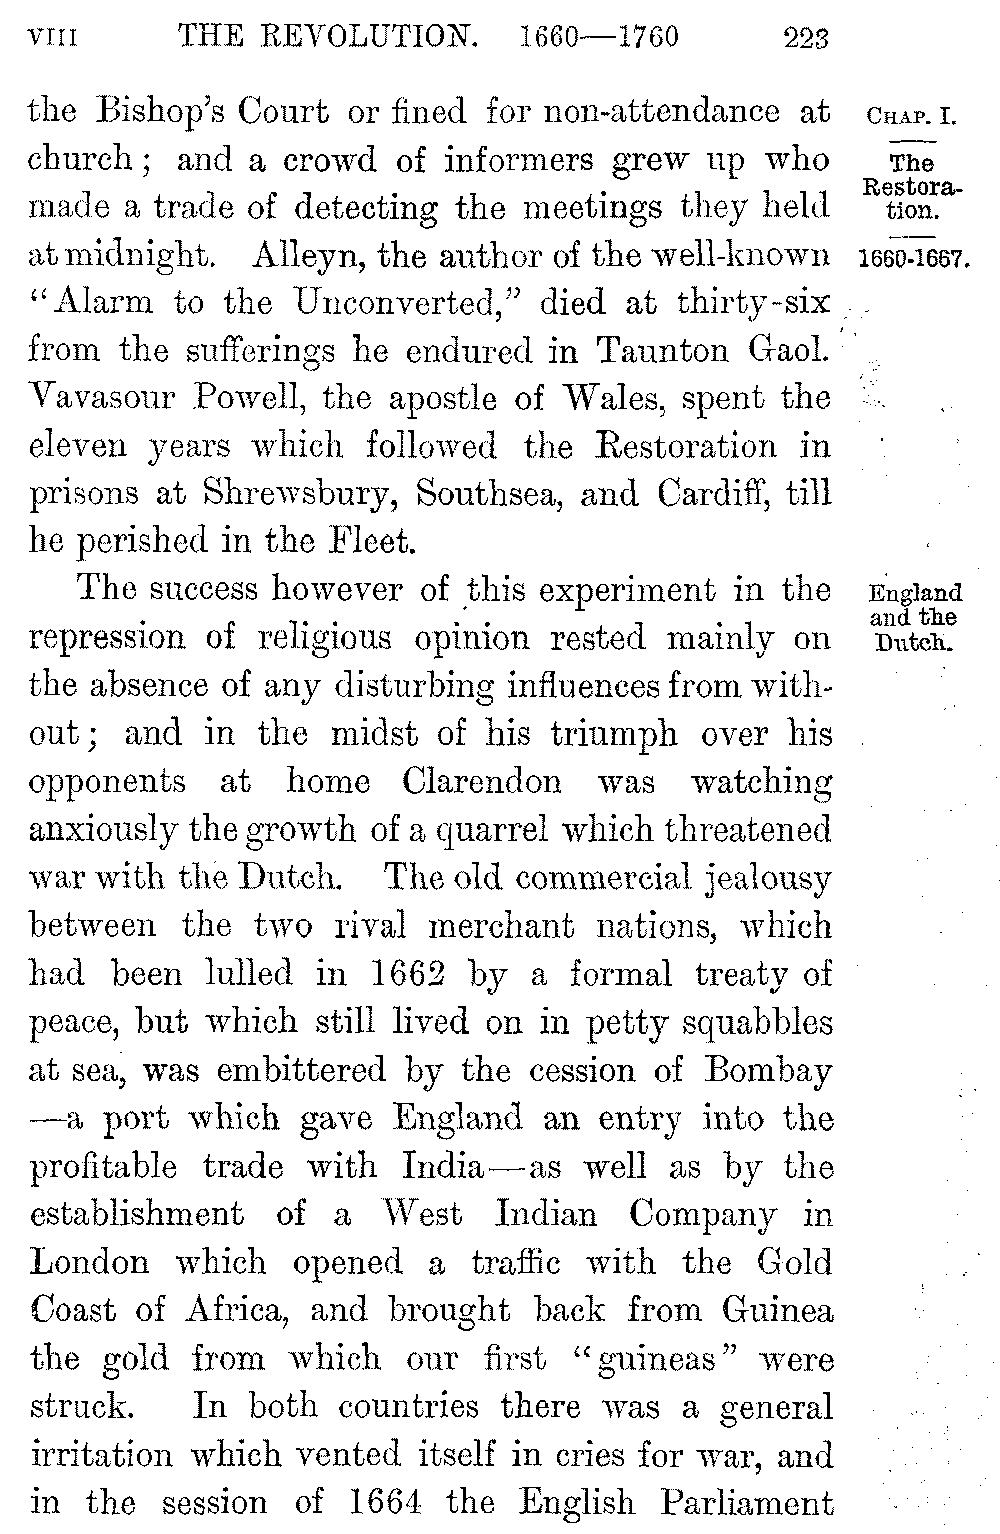 VIII THE REVOLUTION. 1660—1760 223
the Bishop's Court or fined for non-attendance at
church; and a crowd of informers grew up who
made a trade of detecting the meetings they held
at midnight. Alleyn, the author of the well-known
“Alarm to the Unconverted,” died at thirty-six
from the sufferings he endured in Taunton Gaol.
Vavasour Powell, the apostle of Wales, spent the
eleven years which followed the Restoration in
prisons at Shrewsbury, Southsea, and Cardiff, till
he perished in the Fleet.
The success however of this experiment in the
repression of religious opinion rested mainly on
the absence of any disturbing influences from with-
out; and in the midst of his triumph over his
opponents at home Clarendon was watching
anxiously the growth of a quarrel which threatened
war with the Dutch. The old commercial jealousy
between the two rival merchant nations, which
had been lulled in 1662 by a formal treaty of
peace, but which still lived on in petty squabbles
at sea, was embittered by the cession of Bombay
—a port which gave England an entry into the
profitable trade with India—as well as by the
establishment of a West Indian Company in
London which opened a traffic with the Gold
Coast of Africa, and brought back from Guinea
the gold from which our first “guineas” were
struck. In both countries there was a general
irritation which vented itself in cries for war, and
in the session of 1664 the English Parliament
CHAP. I.
The
Restora-
tion.
1660-1667.
England
and the
Dutch.